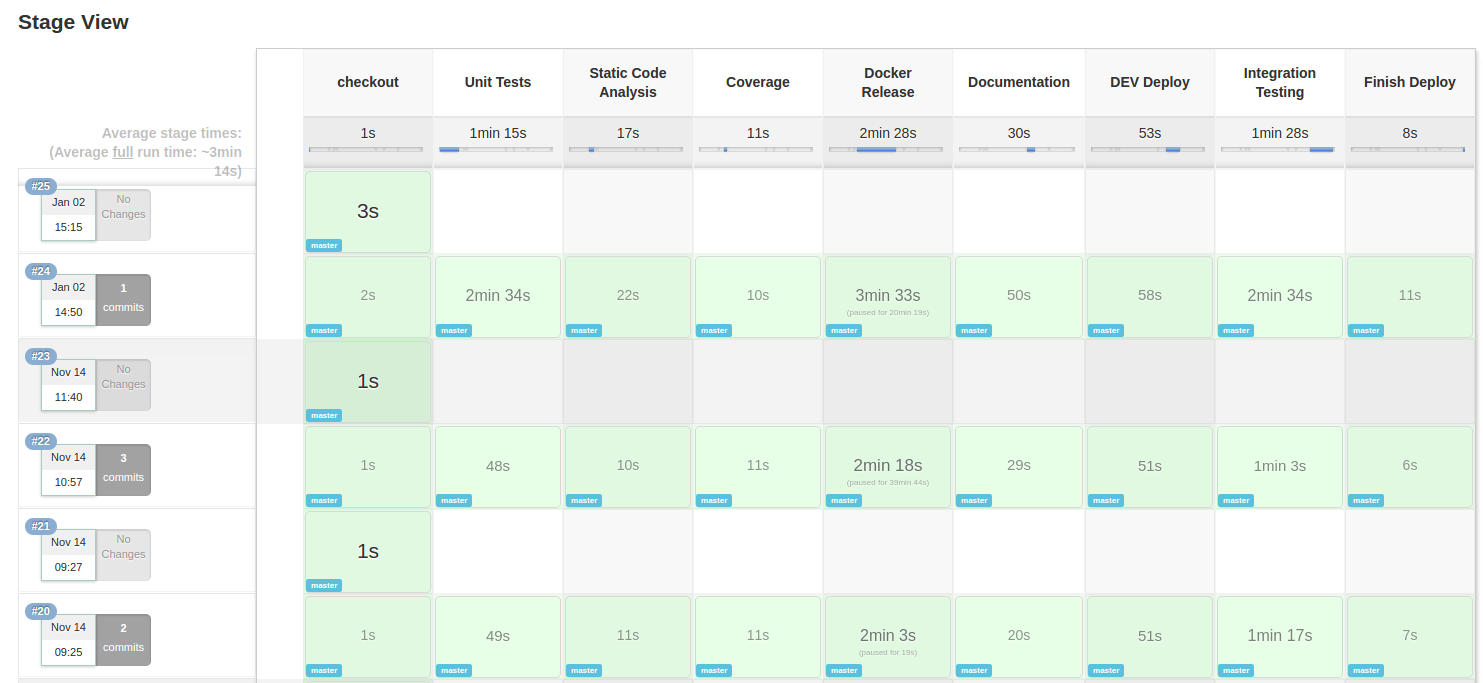 Stage View
checkout
Unit Tests
Static Code
Analysis
Coverage
Docker
Release
Documentation
DEV Deploy
Integration
Testing
Finish Deploy
Average stage times:
(Average full run time: ~3min
14s)
1s
1min 15s
17s
11s
2min 28s
30s
53s
1min 28s
8s
#25
Jan 02
15:15
No
Changes
3s
master
#24
Jan 02
14:50
1
commits
2s
master
2min 34s
master
22s
master
10s
master
3min 33s
(paused for 20min 19s)
master
50s
master
58s
master
2min 34s
master
11s
master
#23
Nov 14
11:40
No
Changes
1s
master
#22
Nov 14
10:57
3
commits
1s
master
48s
master
10s
master
11s
master
2min 18s
(paused for 39min 44s)
master
29s
master
51s
master
1min 3s
master
6s
master
#21
Nov 14
09:27
No
Changes
1s
master
#20
Nov 14
09:25
2
commits
1s
master
49s
master
11s
master
11s
master
2min 3s
(paused for 19s)
master
20s
master
51s
master
1min 17s
master
7s
master